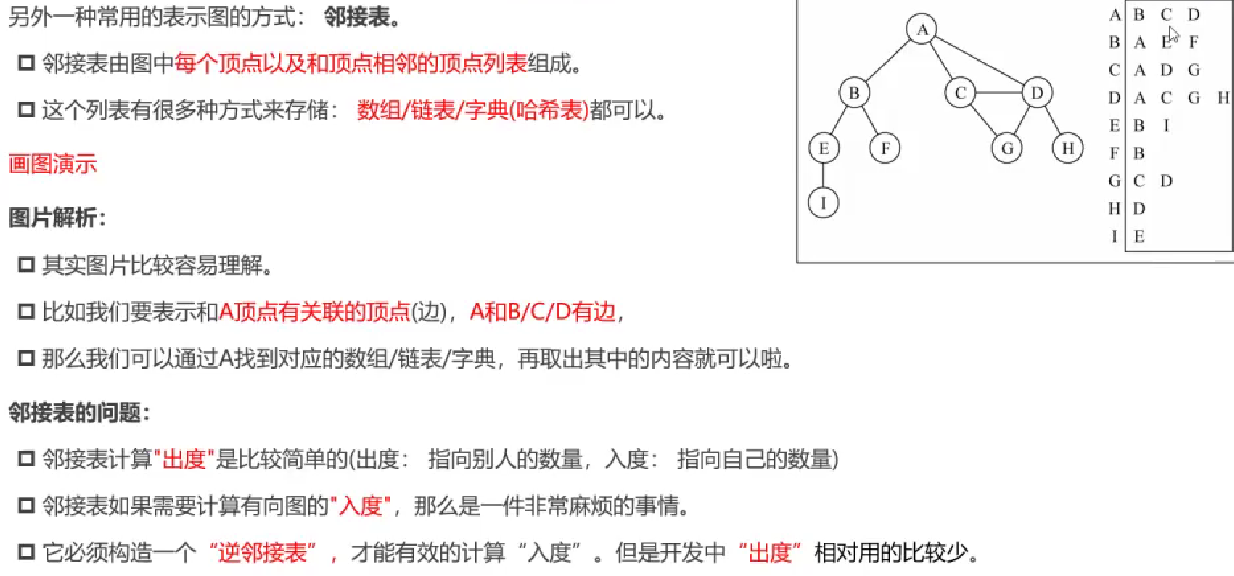 另外一种常用的表示图的方式： 邻接表。
邻接表由图中每个顶点以及和顶点相邻的顶点列表组成。
这个列表有很多种方式来存储： 数组/链表/字典(哈希表)都可以。
画图演示
图片解析：
其实图片比较容易理解。
比如我们要表示和A顶点有关联的顶点(边)，A和B/C/D有边，
那么我们可以通过A找到对应的数组/链表/字典，再取出其中的内容就可以啦。
邻接表的问题：
邻接表计算"出度"是比较简单的(出度： 指向别人的数量，入度： 指向自己的数量)
邻接表如果需要计算有向图的"入度"，那么是一件非常麻烦的事情。
它必须构造一个“逆邻接表”，才能有效的计算“入度”。但是开发中“出度”相对用的比较少。
A
B
C
D
E
F
G
H
I
A B C D
B A E F
C A D G
D A C G H
E B I
F B
G C D
H D
I E